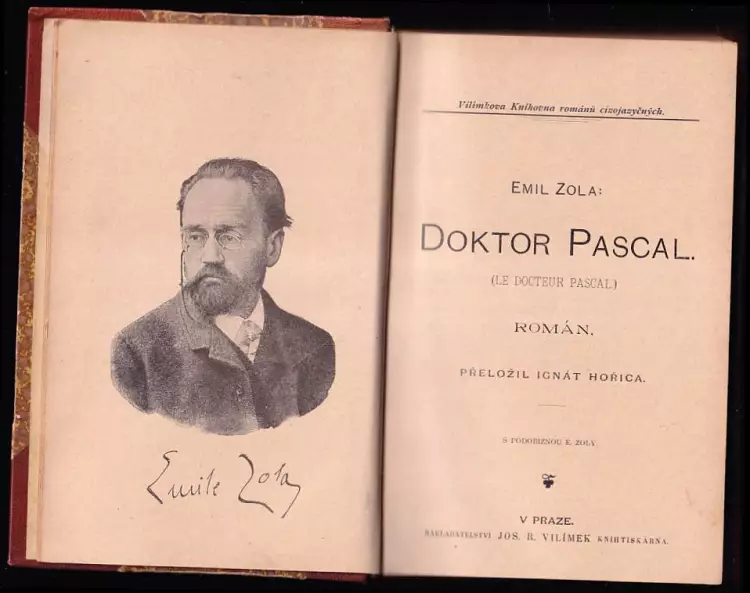 Emile Zola
Vilímkova Knihovna románů cizojazyčných.
EMIL ZOLA:
DOKTOR PASCAL.
(LE DOCTEUR PASCAL.)
ROMÁN.
PŘELOŽIL IGNÁT HOŘICA.
S PODOBIZNOU E. ZOLY
V PRAZE.
NAKLADATELSTVÍ JOS. R. VILÍMEK KNIHTISKÁRNA.